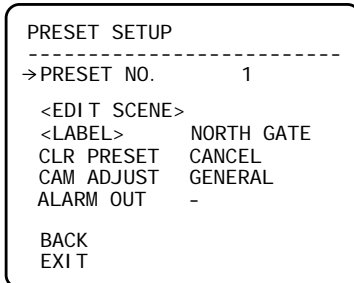 PRESET SETUP
--------------------------
→PRESET NO. 1
<EDIT SCENE>
<LABEL> NORTH GATE
CLR PRESET CANCEL
CAM ADJUST GENERAL
ALARM OUT -
BACK
EXIT